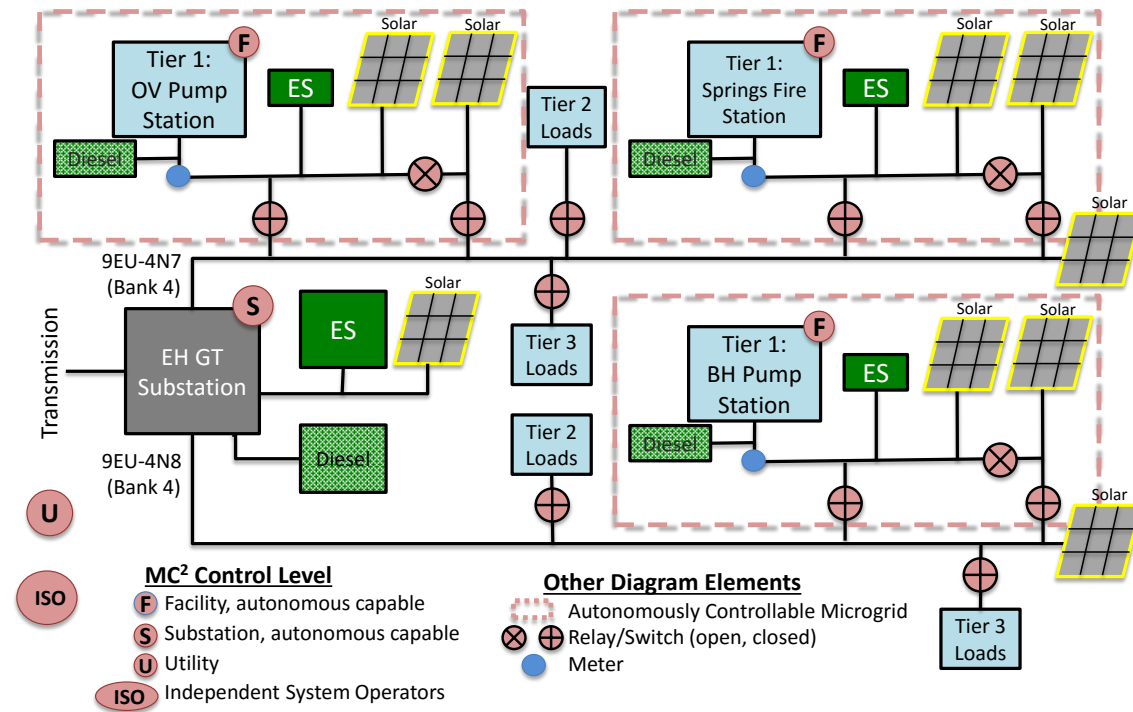 Solar
Solar
F
Tier 1:
OV Pump
Station
ES
Diesel
Tier 2
Loads
Solar
Solar
F
Tier 1:
Springs Fire
Station
ES
Diesel
Solar
9EU-4N7
(Bank 4)
S
EH GT
Substation
Transmission
ES
Solar
Diesel
9EU-4N8
(Bank 4)
Tier 3
Loads
Tier 2
Loads
Solar
Solar
F
Tier 1:
BH Pump
Station
ES
Diesel
Solar
Tier 3
Loads
U
ISO
MC² Control Level
F Facility, autonomous capable
S Substation, autonomous capable
U Utility
ISO Independent System Operators
Other Diagram Elements
Autonomously Controllable Microgrid
Relay/Switch (open, closed)
Meter